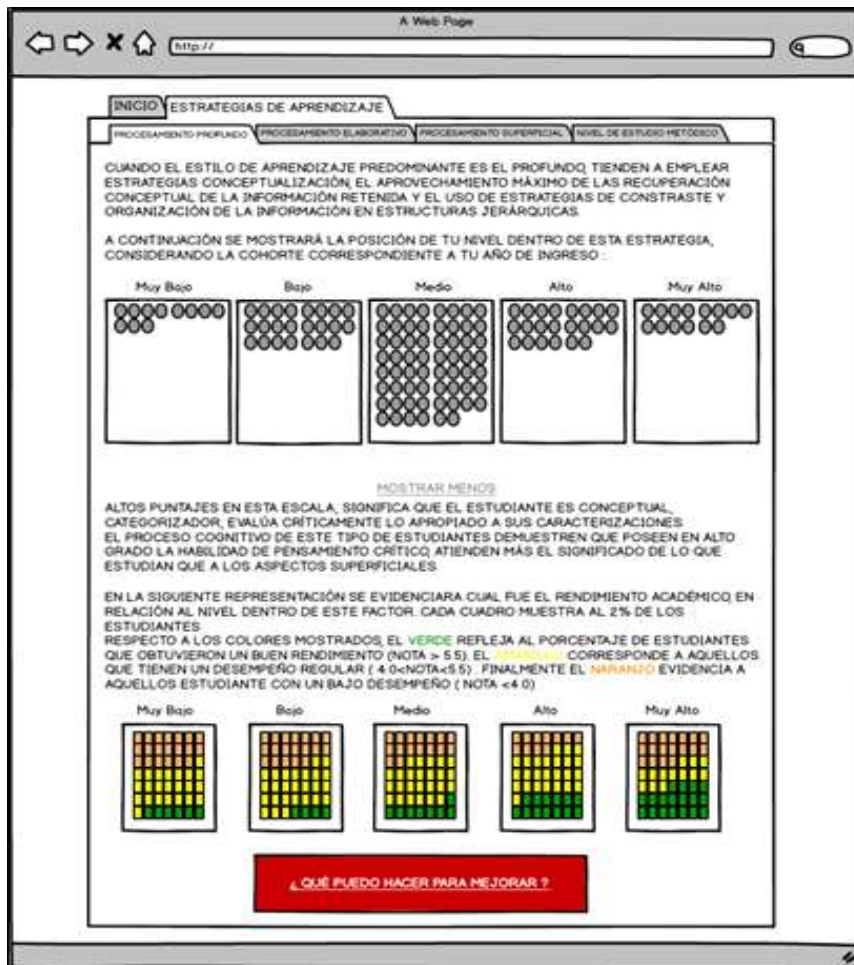 A Web Page
http://
INICIO
ESTRATEGIAS DE APRENDIZAJE
PROCESAMIENTO PROFUNDO
PROCESAMIENTO ELABORATIVO
PROCESAMIENTO SUPERFICIAL
NIVEL DE ESTUDIO METÓDICO
CUANDO EL ESTILO DE APRENDIZAJE PREDOMINANTE ES EL PROFUNDO, TIENDEN A EMPLEAR
ESTRATEGIAS CONCEPTUALIZACIÓN, EL APROVECHAMIENTO MÁXIMO DE LAS RECUPERACIÓN
CONCEPTUAL DE LA INFORMACIÓN RETENIDA Y EL USO DE ESTRATEGIAS DE CONSTRASTE Y
ORGANIZACIÓN DE LA INFORMACIÓN EN ESTRUCTURAS JERÁRQUICAS.
A CONTINUACIÓN SE MOSTRARÁ LA POSICIÓN DE TU NIVEL DENTRO DE ESTA ESTRATEGIA,
CONSIDERANDO LA COHORTE CORRESPONDIENTE A TU AÑO DE INGRESO :
Muy Bajo Bajo Medio Alto Muy Alto
MOSTRAR MENOS
ALTOS PUNTAJES EN ESTA ESCALA, SIGNIFICA QUE EL ESTUDIANTE ES CONCEPTUAL,
CATEGORIZADOR, EVALÚA CRÍTICAMENTE LO APROPIADO A SUS CARACTERIZACIONES.
EL PROCESO COGNITIVO DE ESTE TIPO DE ESTUDIANTES DEMUESTREN QUE POSEEN EN ALTO
GRADO LA HABILIDAD DE PENSAMIENTO CRÍTICO, ATIENDEN MÁS EL SIGNIFICADO DE LO QUE
ESTUDIAN QUE A LOS ASPECTOS SUPERFICIALES.
EN LA SIGUIENTE REPRESENTACIÓN SE EVIDENCIARA CUAL FUE EL RENDIMIENTO ACADÉMICO, EN
RELACIÓN AL NIVEL DENTRO DE ESTE FACTOR. CADA CUADRO MUESTRA AL 2% DE LOS
ESTUDIANTES
RESPECTO A LOS COLORES MOSTRADOS, EL VERDE REFLEJA AL PORCENTAJE DE ESTUDIANTES
QUE OBTUVIERON UN BUEN RENDIMIENTO (NOTA > 5.5). EL AMARILLO CORRESPONDE A AQUELLOS
QUE TIENEN UN DESEMPEÑO REGULAR ( 4.0<NOTA<5.5) . FINALMENTE EL NARANJO EVIDENCIA A
AQUELLOS ESTUDIANTE CON UN BAJO DESEMPEÑO ( NOTA <4.0)
Muy Bajo Bajo Medio Alto Muy Alto
¿ QUÉ PUEDO HACER PARA MEJORAR ?